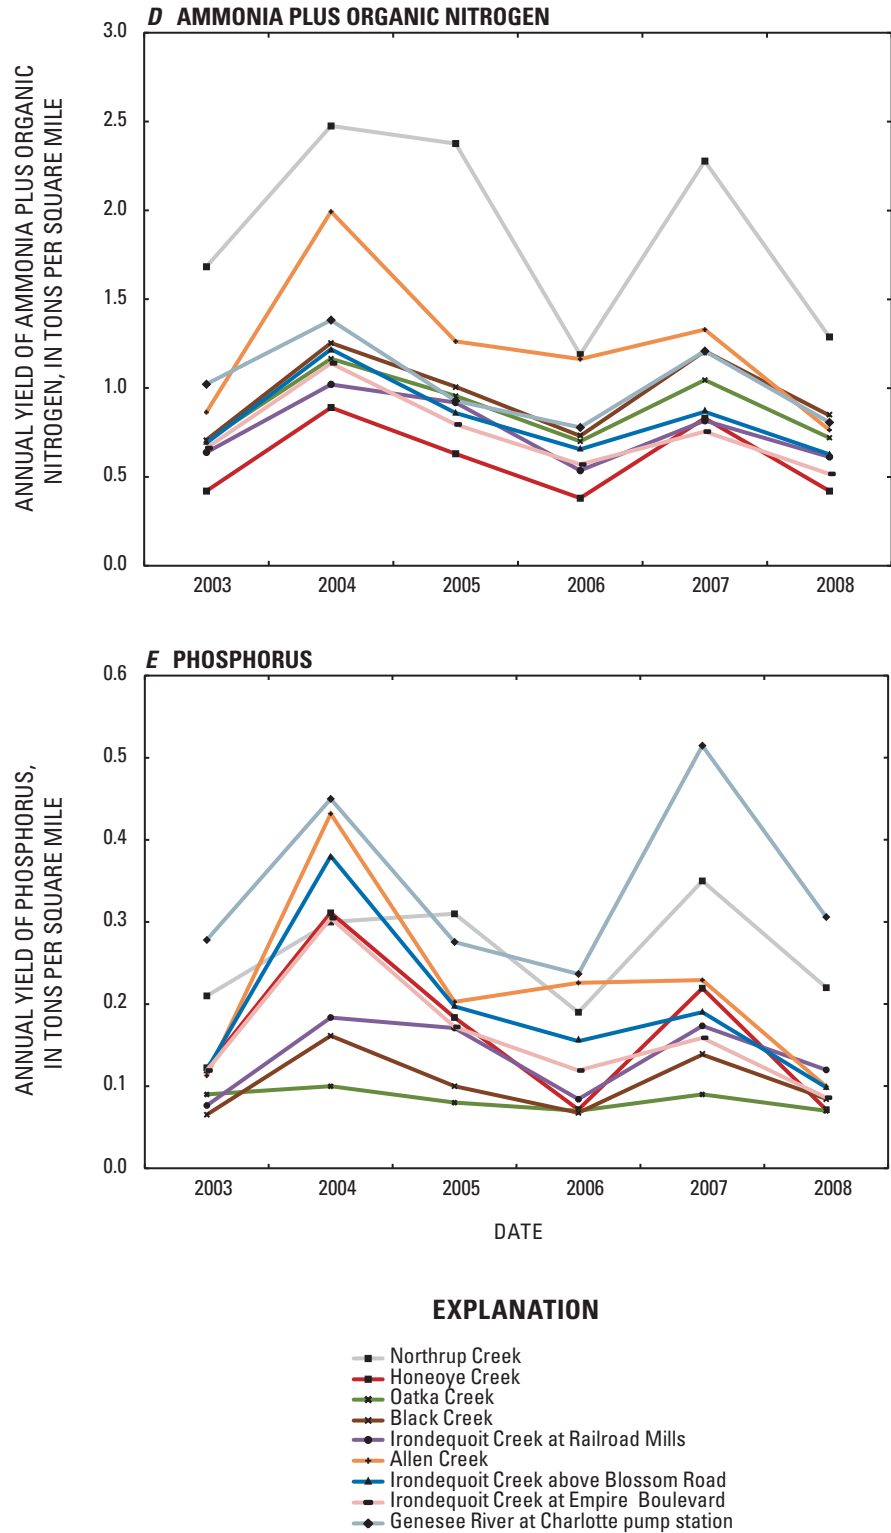 D AMMONIA PLUS ORGANIC NITROGEN
ANNUAL YIELD OF AMMONIA PLUS ORGANIC
NITROGEN, IN TONS PER SQUARE MILE
3.0
2.5
2.0
1.5
1.0
0.5
0.0
2003 2004 2005 2006 2007 2008
E PHOSPHORUS
ANNUAL YIELD OF PHOSPHORUS,
IN TONS PER SQUARE MILE
0.6
0.5
0.4
0.3
0.2
0.1
0.0
2003 2004 2005 2006 2007 2008
DATE
EXPLANATION
Northrup Creek
Honeoye Creek
Oatka Creek
Black Creek
Irondequoit Creek at Railroad Mills
Allen Creek
Irondequoit Creek above Blossom Road
Irondequoit Creek at Empire Boulevard
Genesee River at Charlotte pump station